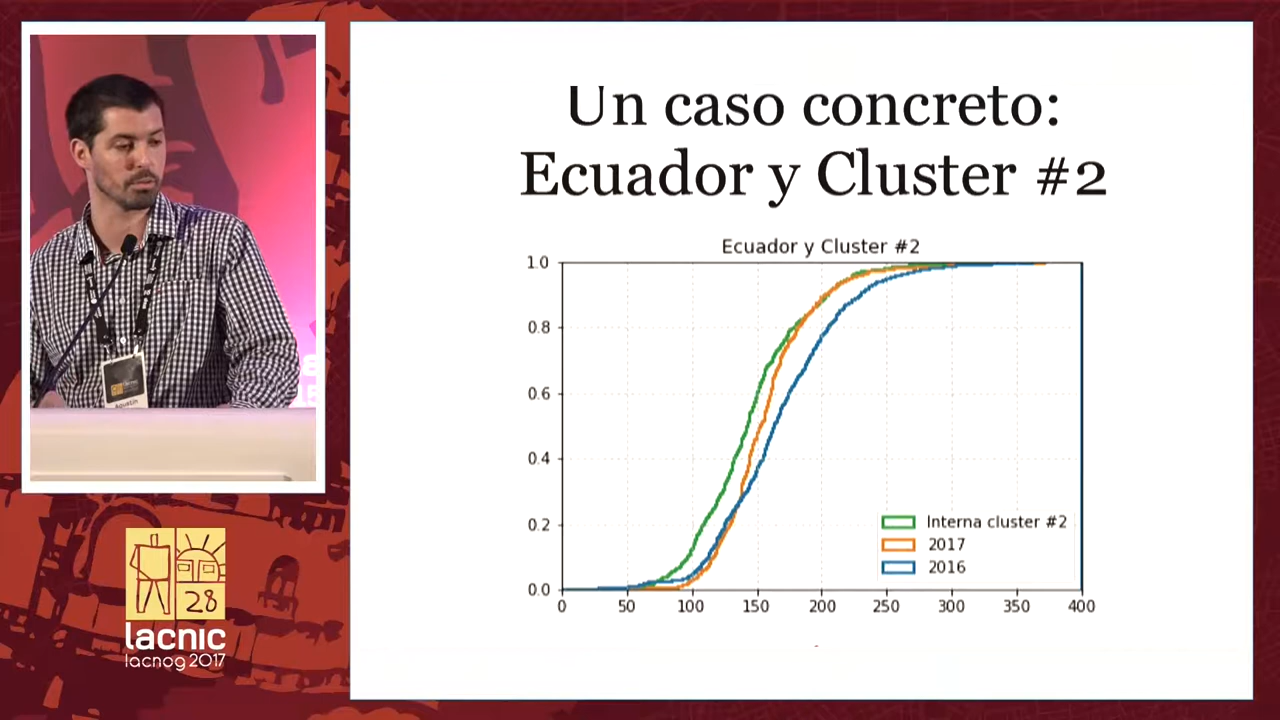 Un caso concreto:
Ecuador y Cluster #2
Ecuador y Cluster #2
1.0
0.8
0.6
0.4
0.2
0.0
0 50 100 150 200 250 300 350 400
Interna cluster #2
2017
2016
Agustín
28
lacnic
lacnog 2017